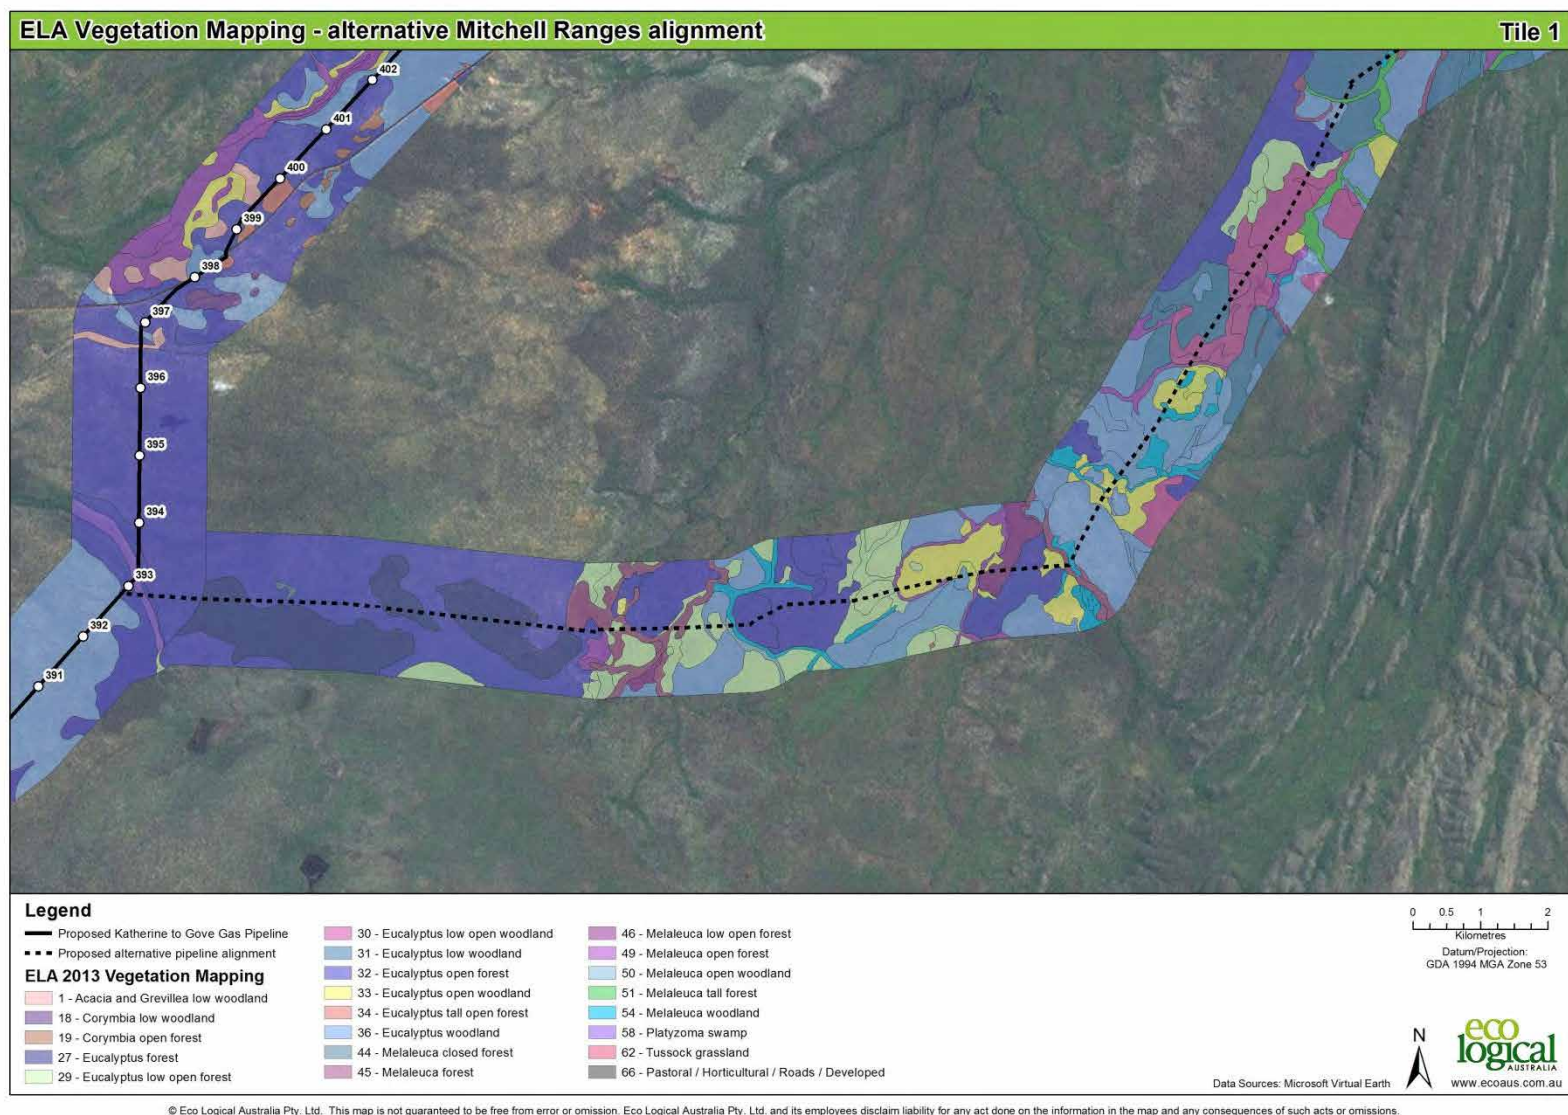 ELA Vegetation Mapping - alternative Mitchell Ranges alignment
Tile 1
402
401
400
399
398
397
396
395
394
393
392
391
Legend
Proposed Katherine to Gove Gas Pipeline
Proposed alternative pipeline alignment
ELA 2013 Vegetation Mapping
1 - Acacia and Grevillea low woodland
18 - Corymbia low woodland
19 - Corymbia open forest
27 - Eucalyptus forest
29 - Eucalyptus low open forest
30 - Eucalyptus low open woodland
31 - Eucalyptus low woodland
32 - Eucalyptus open forest
33 - Eucalyptus open woodland
34 - Eucalyptus tall open forest
36 - Eucalyptus woodland
44 - Melaleuca closed forest
45 - Melaleuca forest
46 - Melaleuca low open forest
49 - Melaleuca open forest
50 - Melaleuca open woodland
51 - Melaleuca tall forest
54 - Melaleuca woodland
58 - Platyzoma swamp
62 - Tussock grassland
66 - Pastoral / Horticultural / Roads / Developed
0 0.5 1 2
Kilometres
Datum/Projection:
GDA 1994 MGA Zone 53
N
eco
logical
AUSTRALIA
www.ecoaus.com.au
Data Sources: Microsoft Virtual Earth
© Eco Logical Australia Pty. Ltd. This map is not guaranteed to be free from error or omission. Eco Logical Australia Pty. Ltd. and its employees disclaim liability for any act done on the information in the map and any consequences of such acts or omissions.